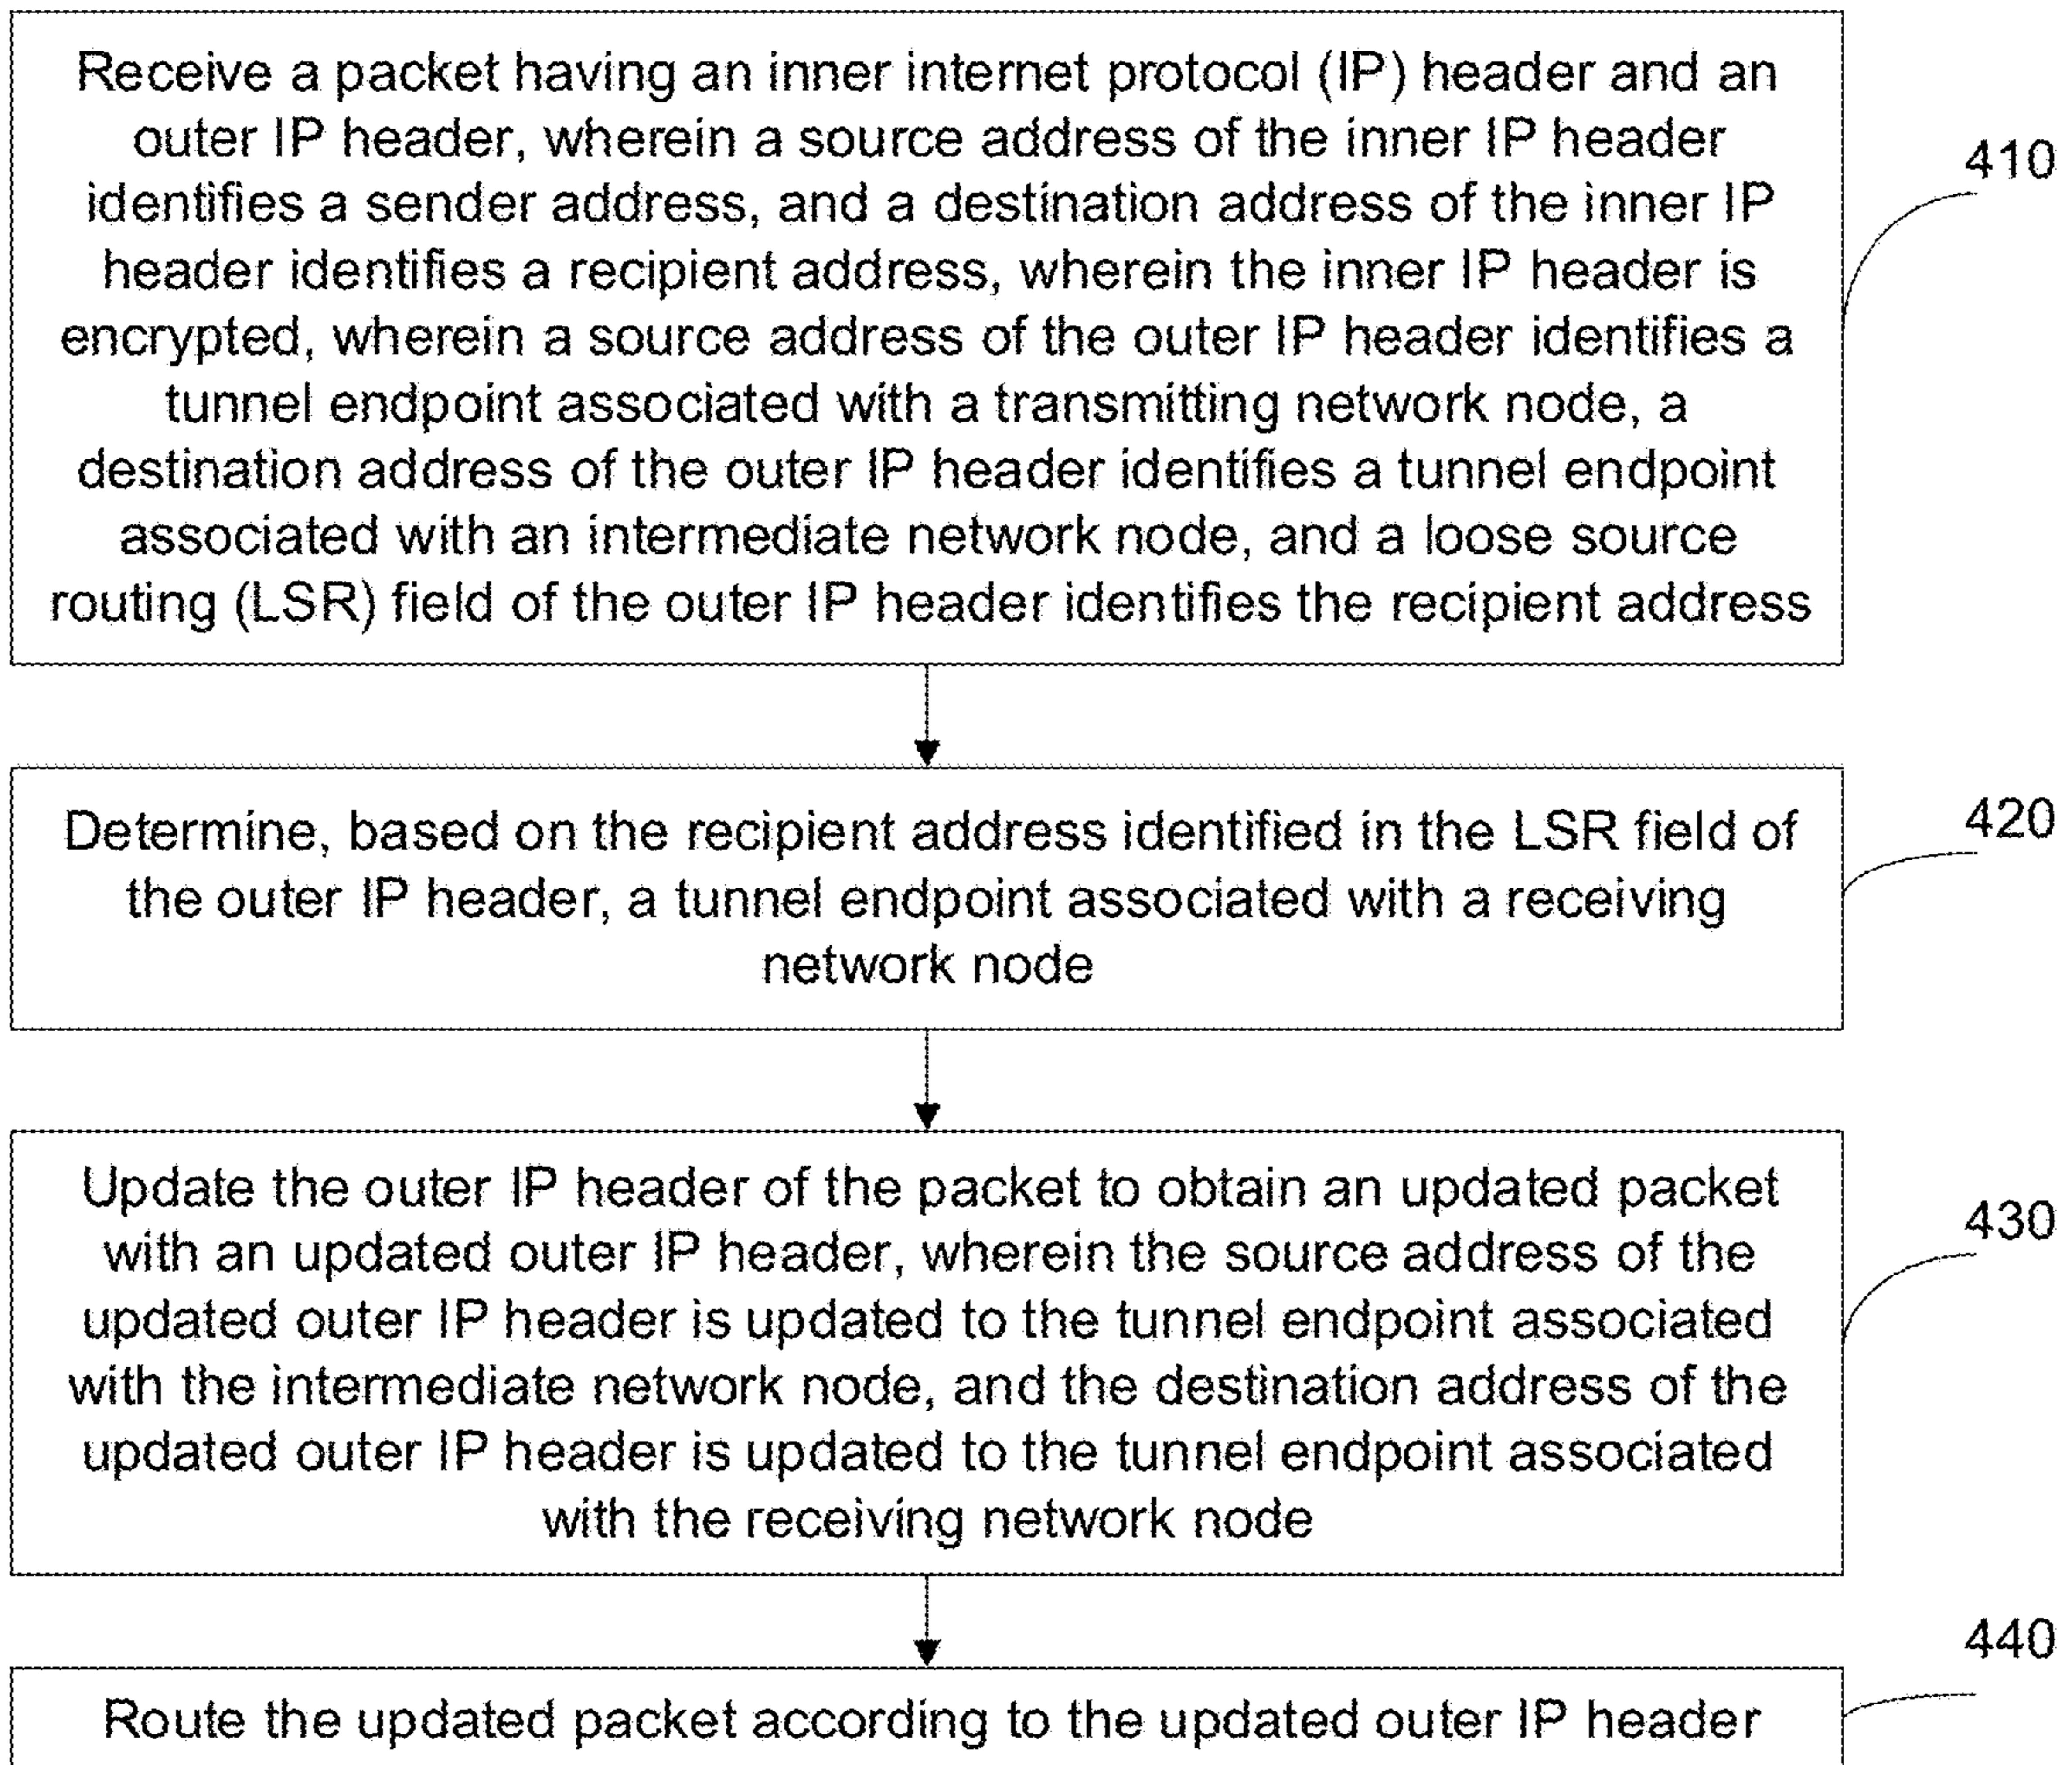 Receive a packet having an inner internet protocol (IP) header and an
outer IP header, wherein a source address of the inner IP header
identifies a sender address, and a destination address of the inner IP
header identifies a recipient address, wherein the inner IP header is
encrypted, wherein a source address of the outer IP header identifies a
tunnel endpoint associated with a transmitting network node, a
destination address of the outer IP header identifies a tunnel endpoint
associated with an intermediate network node, and a loose source
routing (LSR) field of the outer IP header identifies the recipient address
410
Determine, based on the recipient address identified in the LSR field of
the outer IP header, a tunnel endpoint associated with a receiving
network node
420
Update the outer IP header of the packet to obtain an updated packet
with an updated outer IP header, wherein the source address of the
updated outer IP header is updated to the tunnel endpoint associated
with the intermediate network node, and the destination address of the
updated outer IP header is updated to the tunnel endpoint associated
with the receiving network node
430
Route the updated packet according to the updated outer IP header
440